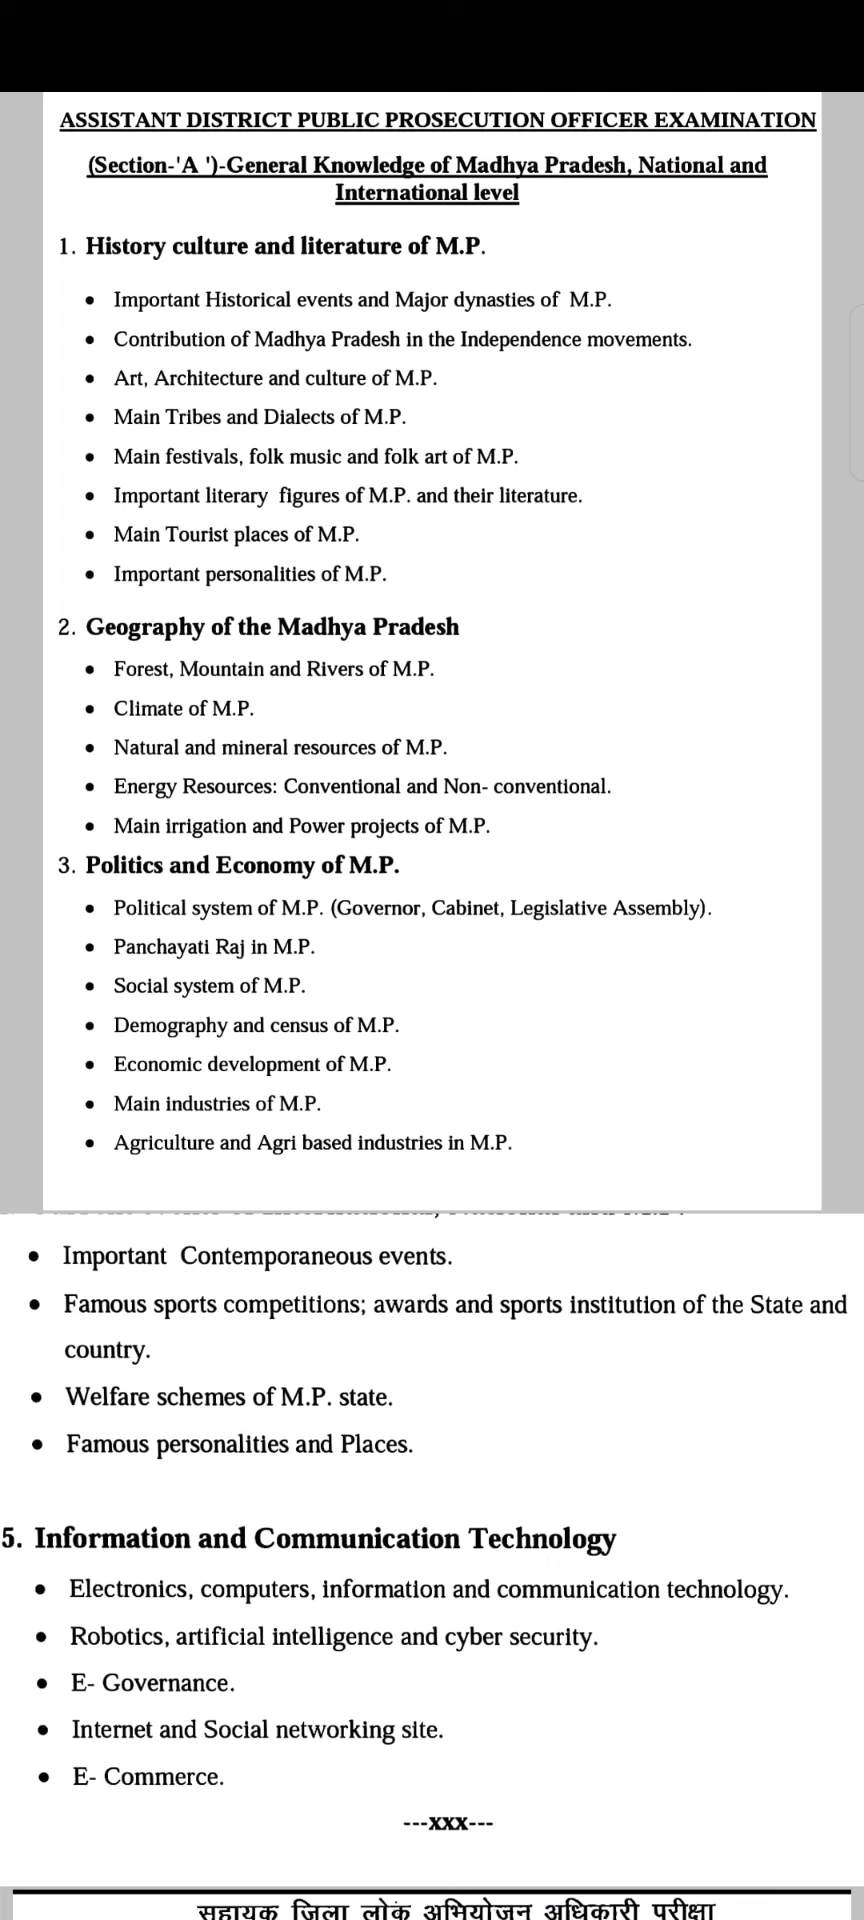 ASSISTANT DISTRICT PUBLIC PROSECUTION OFFICER EXAMINATION
(Section-'A ')-General Knowledge of Madhya Pradesh, National and
International level
1. History culture and literature of M.P.
• Important Historical events and Major dynasties of M.P.
• Contribution of Madhya Pradesh in the Independence movements.
• Art, Architecture and culture of M.P.
• Main Tribes and Dialects of M.P.
• Main festivals, folk music and folk art of M.P.
• Important literary figures of M.P. and their literature.
• Main Tourist places of M.P.
• Important personalities of M.P.
2. Geography of the Madhya Pradesh
• Forest, Mountain and Rivers of M.P.
• Climate of M.P.
• Natural and mineral resources of M.P.
• Energy Resources: Conventional and Non- conventional.
• Main irrigation and Power projects of M.P.
3. Politics and Economy of M.P.
• Political system of M.P. (Governor, Cabinet, Legislative Assembly).
• Panchayati Raj in M.P.
• Social system of M.P.
• Demography and census of M.P.
• Economic development of M.P.
• Main industries of M.P.
• Agriculture and Agri based industries in M.P.
• Important Contemporaneous events.
• Famous sports competitions; awards and sports institution of the State and
country.
• Welfare schemes of M.P. state.
• Famous personalities and Places.
5. Information and Communication Technology
• Electronics, computers, information and communication technology.
• Robotics, artificial intelligence and cyber security.
• E- Governance.
• Internet and Social networking site.
• E- Commerce.
---xxx---
सहायक जिला लोक अभियोजन अधिकारी परीक्षा